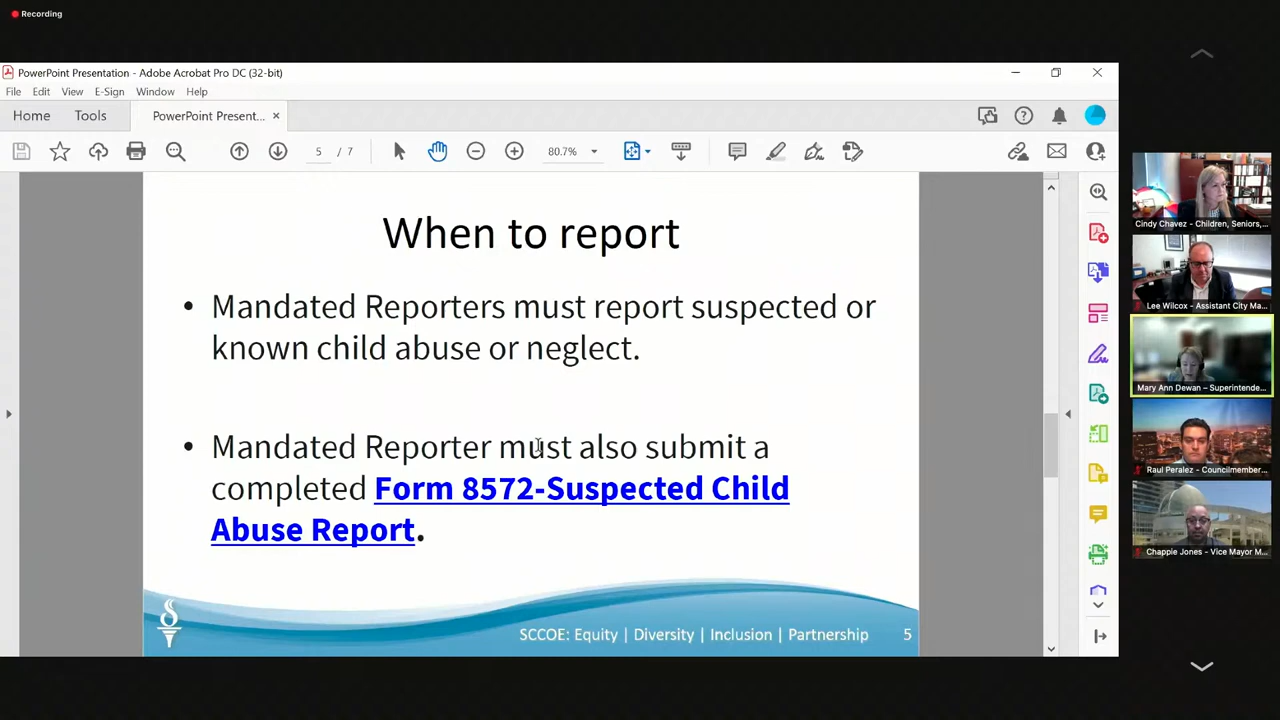 Recording
PowerPoint Presentation - Adobe Acrobat Pro DC (32-bit)
File Edit View E-Sign Window Help
Home Tools PowerPoint Present... ×
5 / 7 80.7%
When to report
• Mandated Reporters must report suspected or
known child abuse or neglect.
• Mandated Reporter must also submit a
completed Form 8572-Suspected Child
Abuse Report.
SCCOE: Equity | Diversity | Inclusion | Partnership 5
Cindy Chavez - Children, Seniors,...
Lee Wilcox - Assistant City Ma...
Mary Ann Dewan – Superintende...
Raul Peralez - Councilmember...
Chappie Jones - Vice Mayor M...